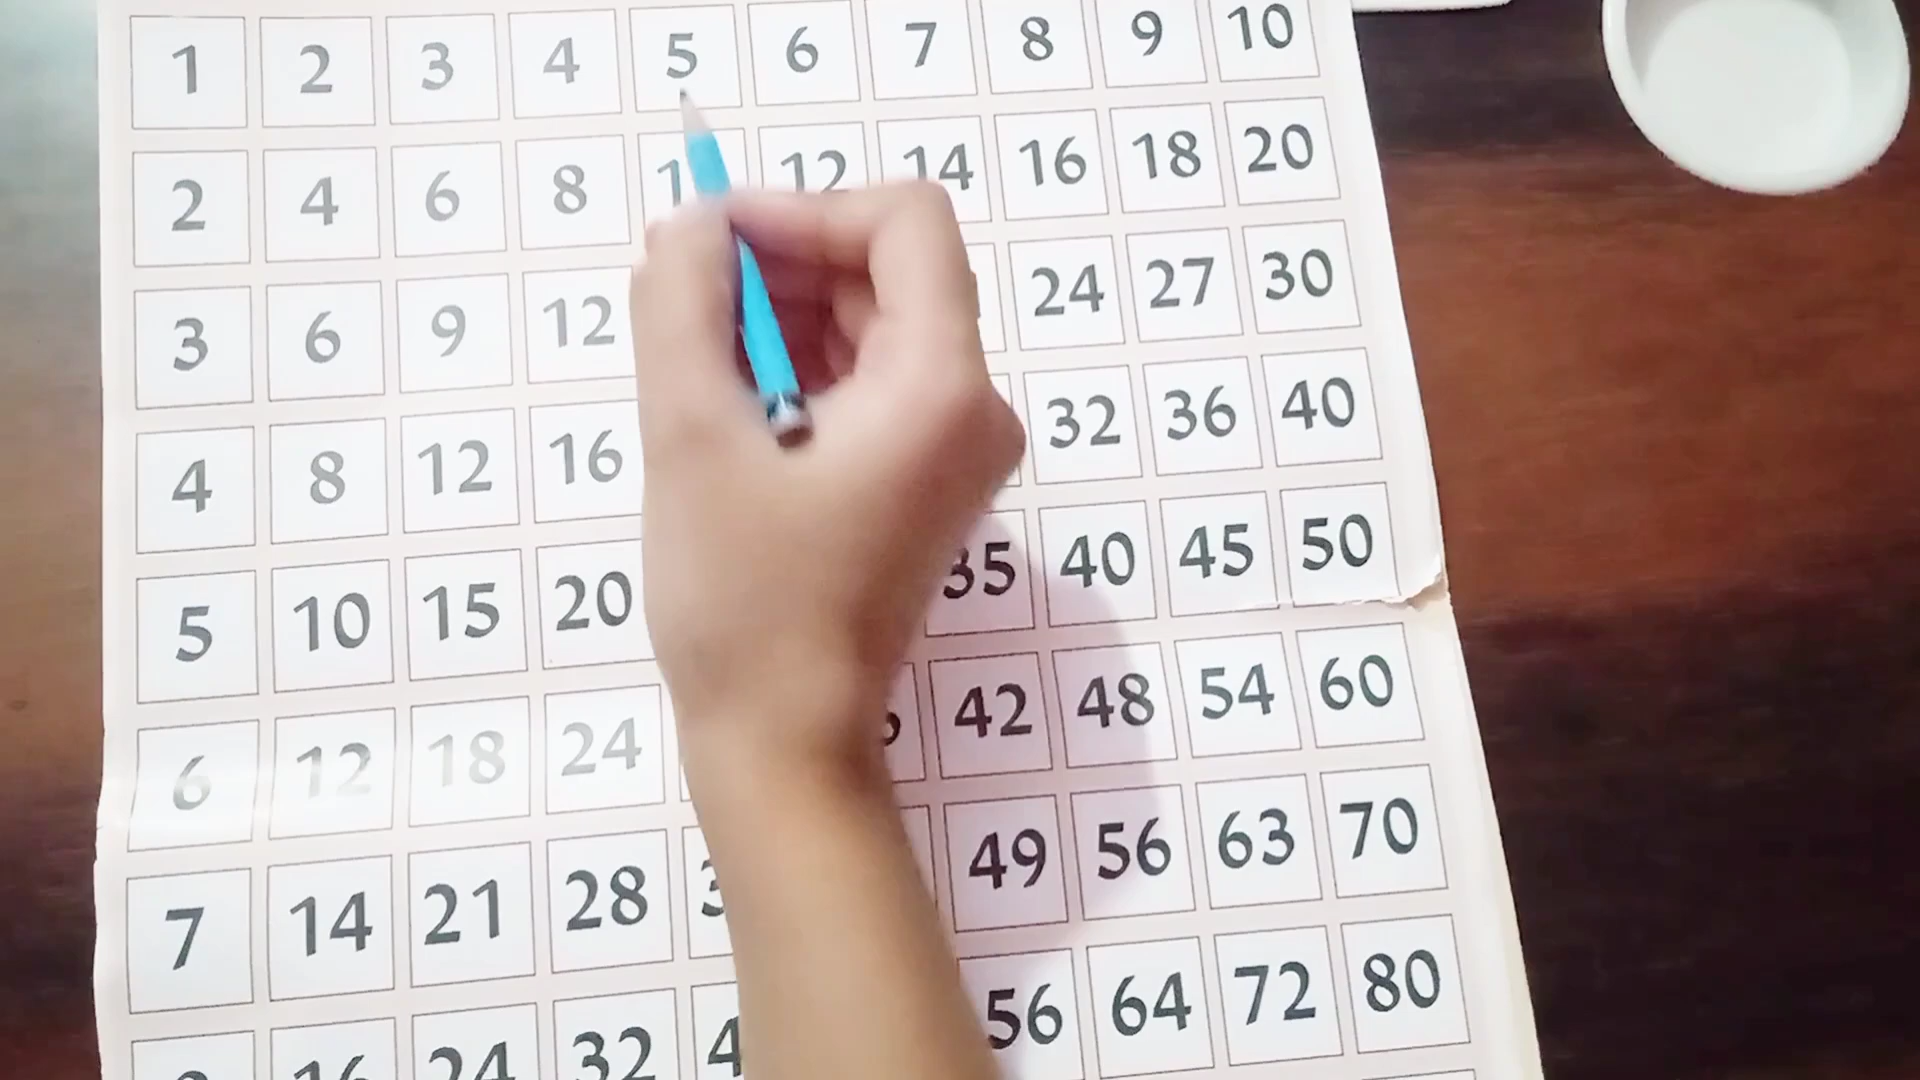 1 2 3 4 5 6 7 8 9 10
2 4 6 8 12 14 16 18 20
3 6 9 12 24 27 30
4 8 12 16 32 36 40
5 10 15 20 35 40 45 50
6 12 18 24 42 48 54 60
7 14 21 28 49 56 63 70
16 24 32 56 64 72 80